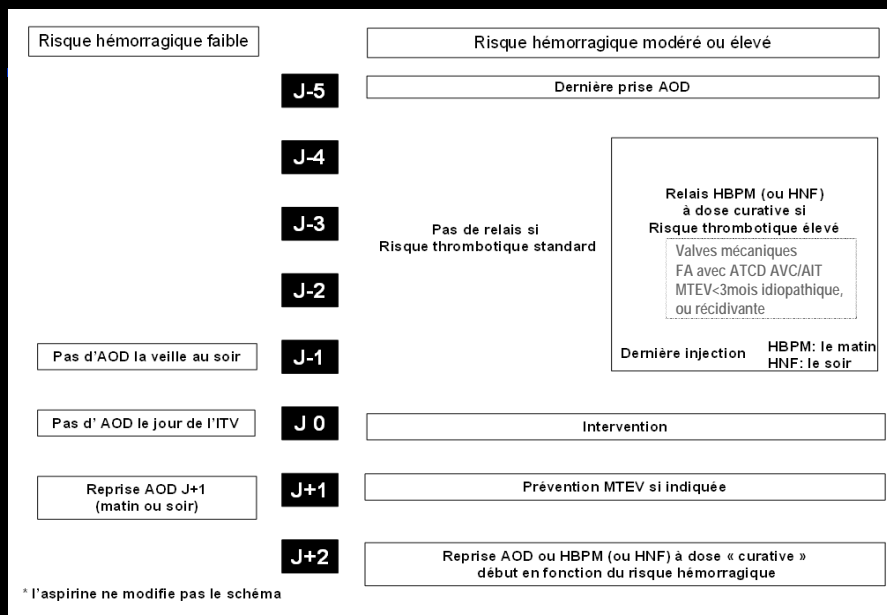 Risque hémorragique faible
Risque hémorragique modéré ou élevé
J-5
Dernière prise AOD
J-4
J-3
Pas de relais si
Risque thrombotique standard
Relais HBPM (ou HNF)
à dose curative si
Risque thrombotique élevé
Valves mécaniques
FA avec ATCD AVC/AIT
MTEV<3mois idiopathique,
ou récidivante
J-2
Pas d'AOD la veille au soir
J-1
Dernière injection
HBPM: le matin
HNF: le soir
Pas d' AOD le jour de l'ITV
J 0
Intervention
Reprise AOD J+1
(matin ou soir)
J+1
Prévention MTEV si indiquée
J+2
Reprise AOD ou HBPM (ou HNF) à dose « curative »
début en fonction du risque hémorragique
* l'aspirine ne modifie pas le schéma